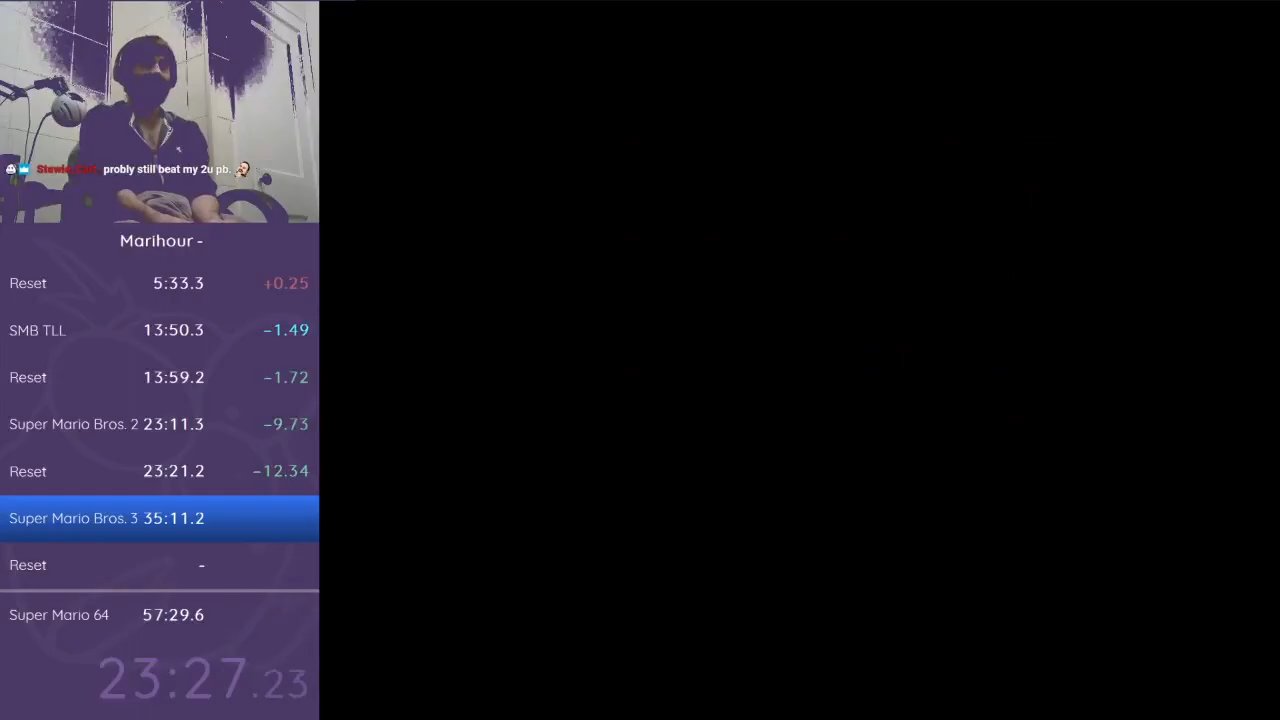 probly still beat my 2u pb.
Marihour -
Reset 5:33.3 +0.25
SMB TLL 13:50.3 -1.49
Reset 13:59.2 -1.72
Super Mario Bros. 2 23:11.3 -9.73
Reset 23:21.2 -12.34
Super Mario Bros. 3 35:11.2
Reset -
Super Mario 64 57:29.6
23:27.23